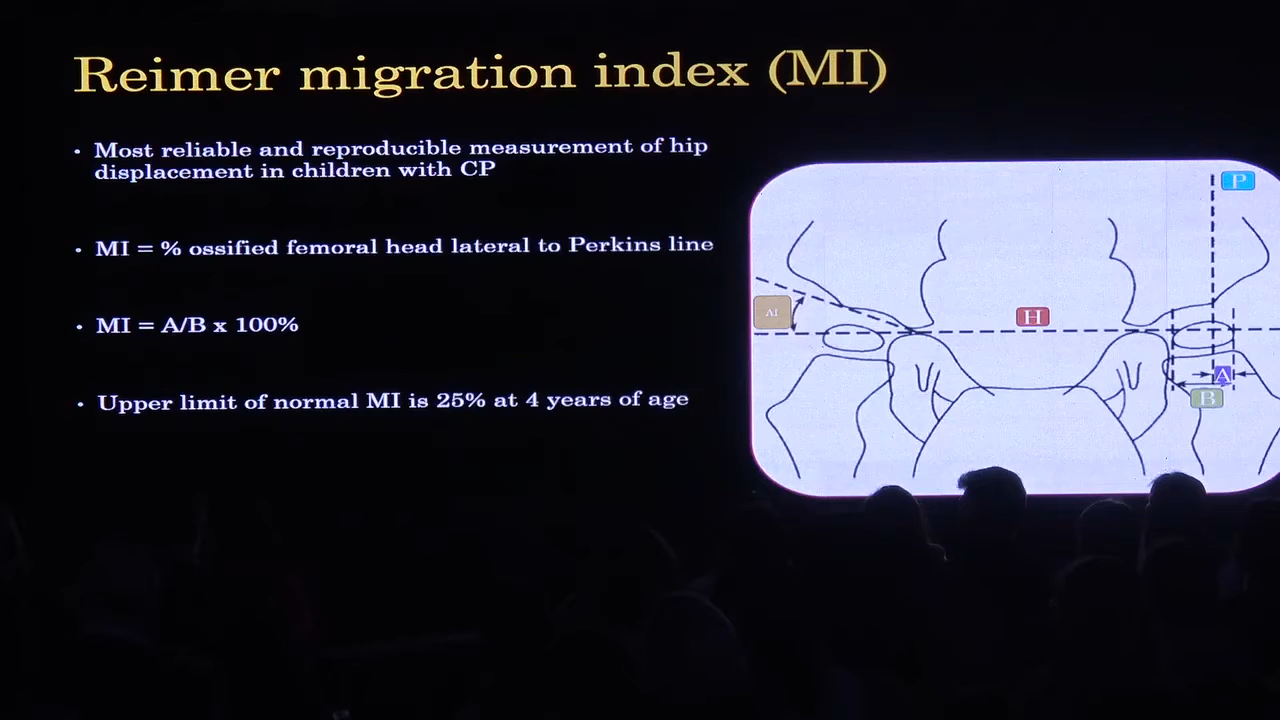 Reimer migration index (MI)
• Most reliable and reproducible measurement of hip
displacement in children with CP
• MI = % ossified femoral head lateral to Perkins line
• MI = A/B x 100%
• Upper limit of normal MI is 25% at 4 years of age
P
AI
H
A
B